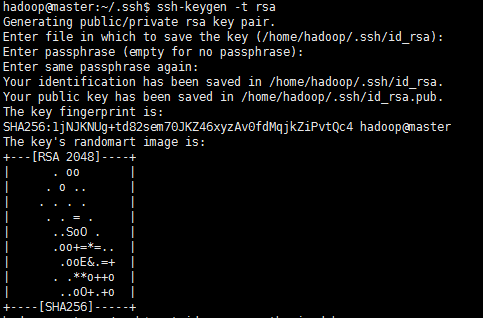 hadoop@master:~/.ssh$ ssh-keygen -t rsa
Generating public/private rsa key pair.
Enter file in which to save the key (/home/hadoop/.ssh/id_rsa):
Enter passphrase (empty for no passphrase):
Enter same passphrase again:
Your identification has been saved in /home/hadoop/.ssh/id_rsa.
Your public key has been saved in /home/hadoop/.ssh/id_rsa.pub.
The key fingerprint is:
SHA256:1jNJKNUg+td82sem70JKZ46xyzAv0fdMqjkZiPvtQc4 hadoop@master
The key's randomart image is:
+---[RSA 2048]----+
|      . oo       |
|     . o ..      |
|    . . . .      |
|     . . = .     |
|      ..SoO .    |
|      .oo+=*=..  |
|       .ooE&.=+  |
|      . .**o++o  |
|       ..oO+.+o  |
+----[SHA256]-----+